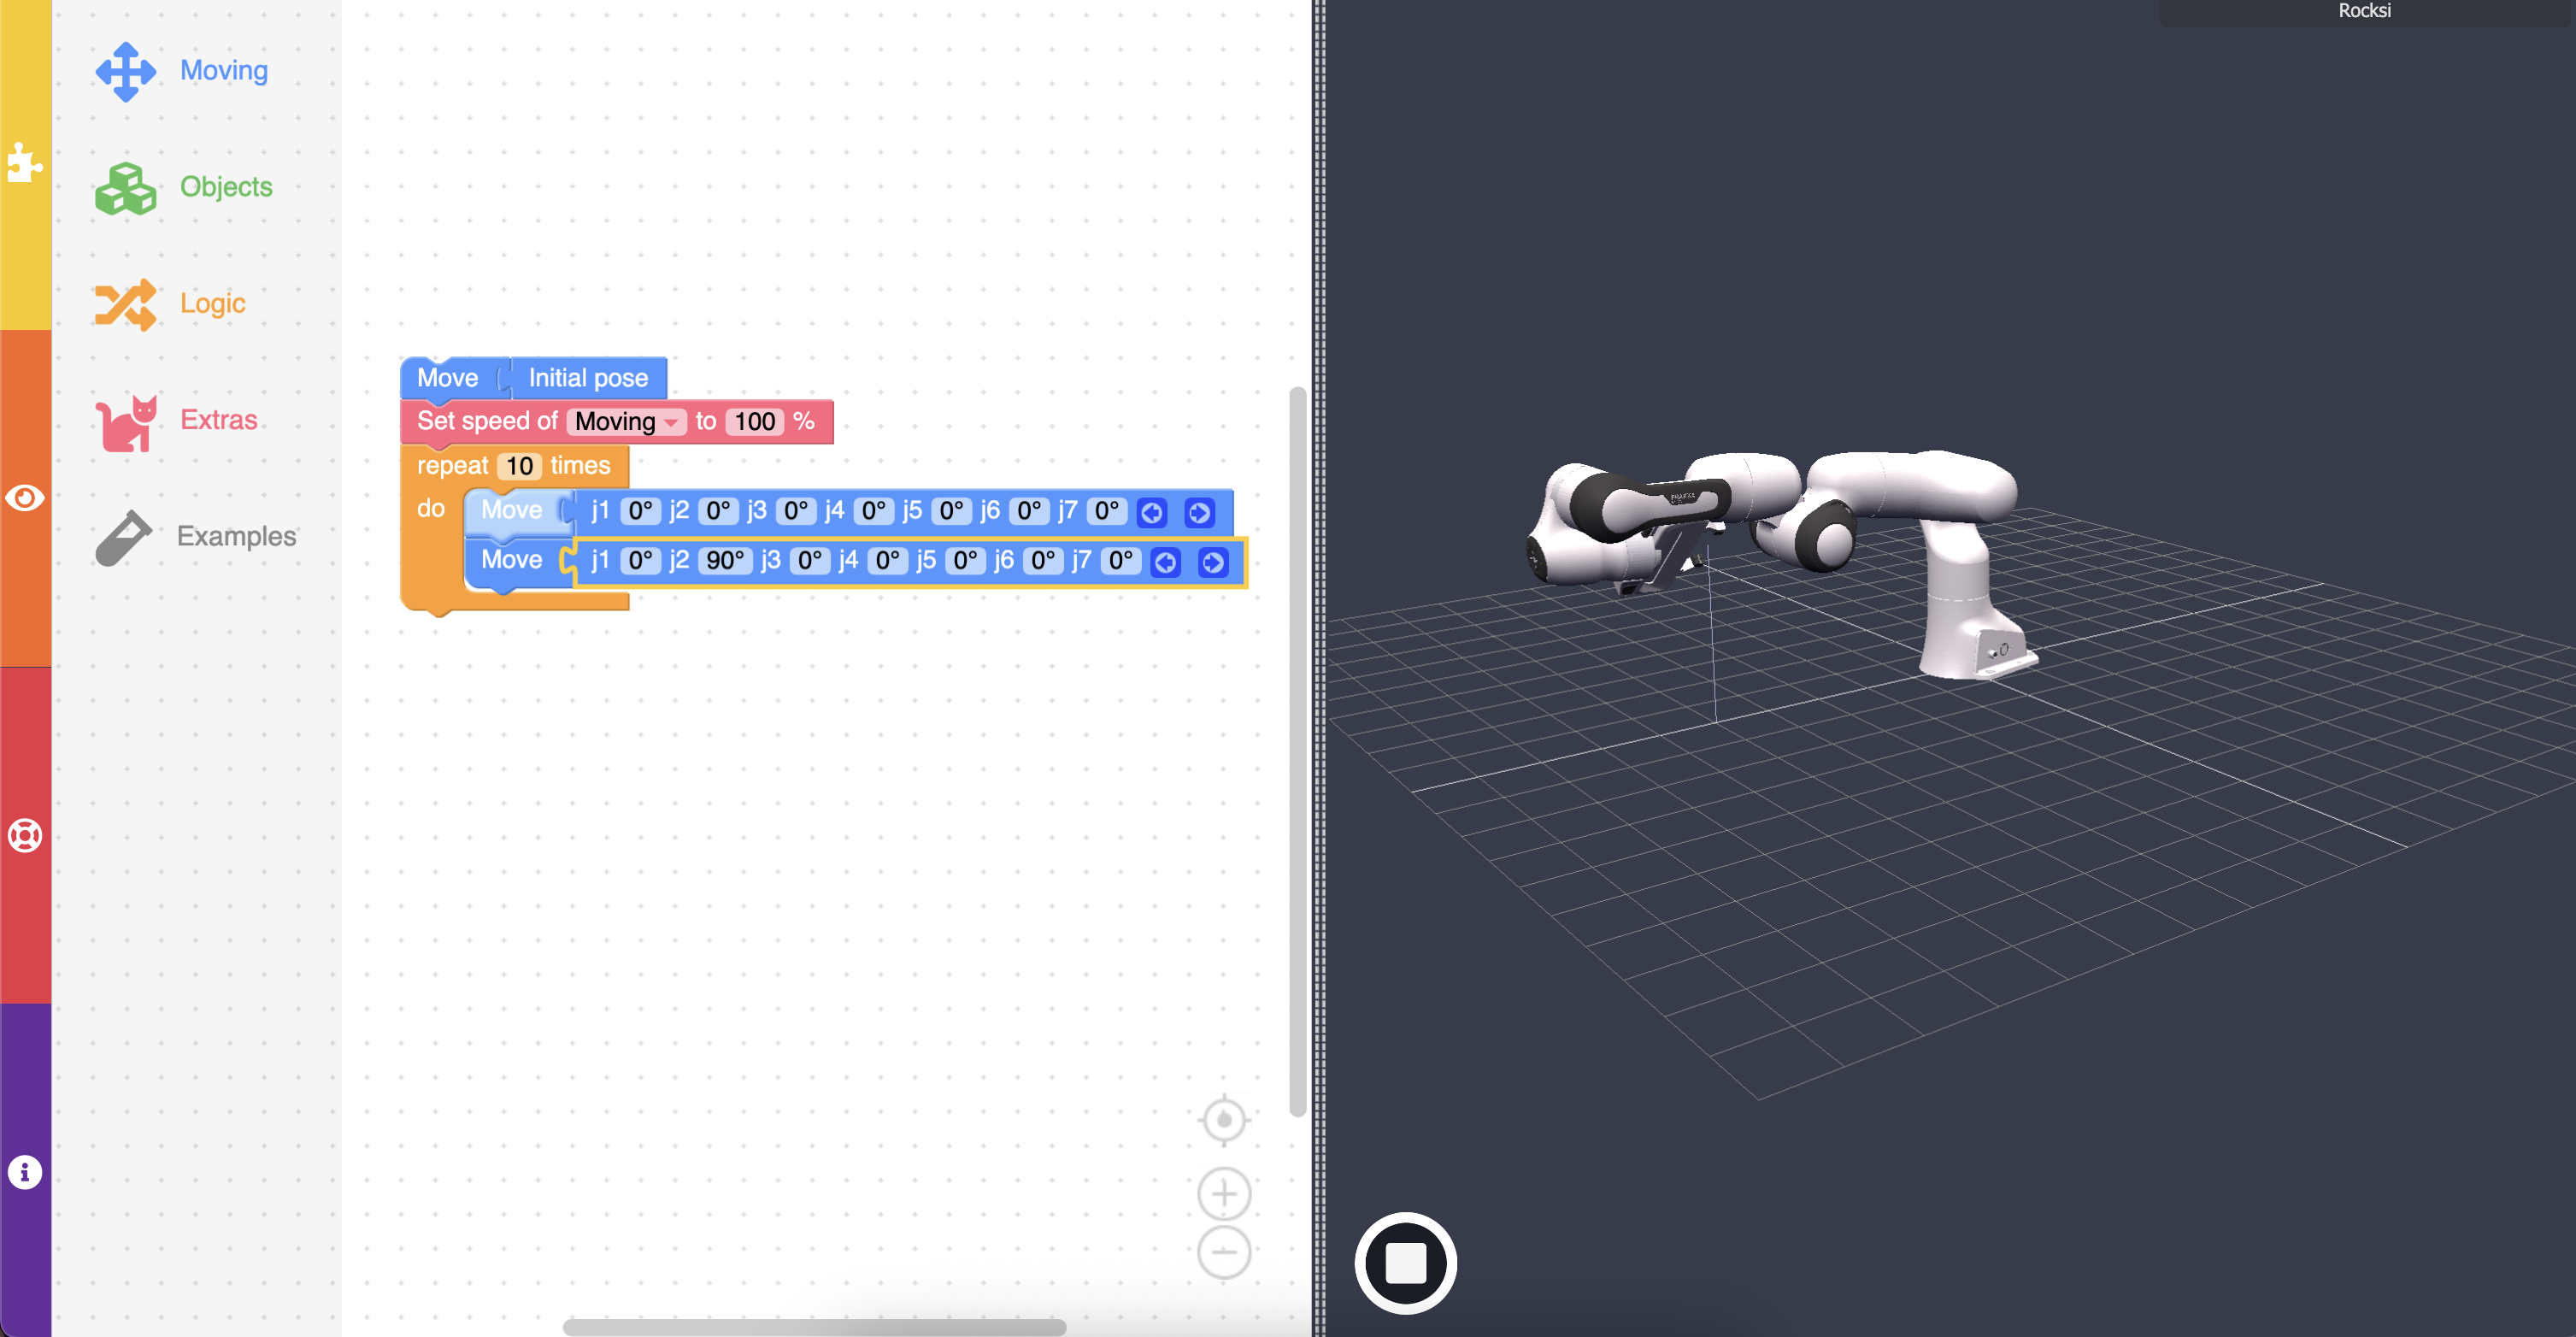 Rocksi
Moving
Objects
Logic
Extras
Examples
Move Initial pose
Set speed of Moving to 100 %
repeat 10 times
do Move j1 0° j2 0° j3 0° j4 0° j5 0° j6 0° j7 0°
Move j1 0° j2 90° j3 0° j4 0° j5 0° j6 0° j7 0°